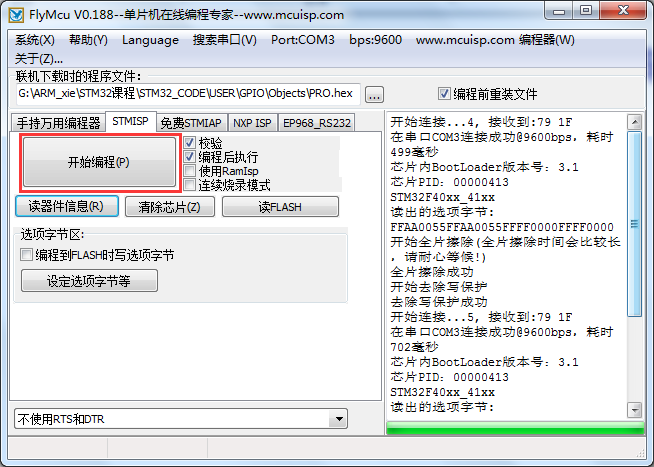 FlyMcu V0.188--单片机在线编程专家--www.mcuisp.com
系统(X) 帮助(Y) Language 搜索串口(V) Port:COM3 bps:9600 www.mcuisp.com 编程器(W)
关于(Z)...
联机下载时的程序文件:
G:\ARM_xie\STM32课程\STM32_CODE\USER\GPIO\Objects\PRO.hex ...
编程前重装文件
手持万用编程器 STMISP 免费STMIAP NXP ISP EP968_RS232
开始编程(P)
校验
编程后执行
使用RamIsp
连续烧录模式
读器件信息(R) 清除芯片(Z) 读FLASH
选项字节区:
编程到FLASH时写选项字节
设定选项字节等
不使用RTS和DTR
开始连接...4, 接收到:79 1F
在串口COM3连接成功@9600bps, 耗时
499毫秒
芯片内BootLoader版本号: 3.1
芯片PID: 00000413
STM32F40xx_41xx
读出的选项字节:
FFAA0055FFAA0055FFFF0000FFFF0000
开始全片擦除(全片擦除时间会比较长
, 请耐心等候!)
全片擦除成功
开始去除写保护
去除写保护成功
开始连接...5, 接收到:79 1F
在串口COM3连接成功@9600bps, 耗时
702毫秒
芯片内BootLoader版本号: 3.1
芯片PID: 00000413
STM32F40xx_41xx
读出的选项字节: